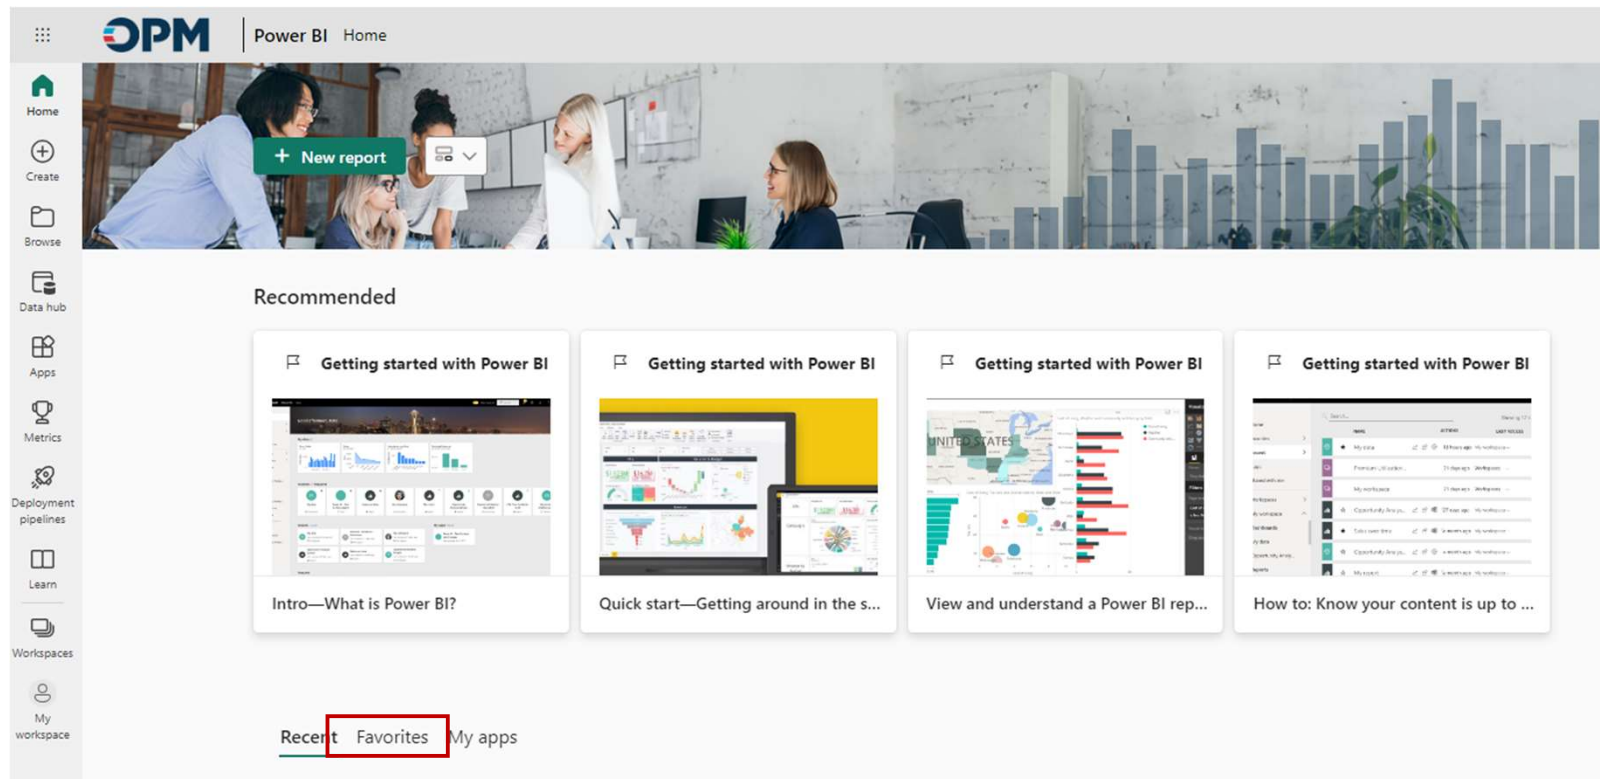 OPM
Power BI Home
Home
Create
Browse
Data hub
Apps
Metrics
Deployment
pipelines
Learn
Workspaces
My
workspace
+ New report
Recommended
Getting started with Power BI
Intro—What is Power BI?
Getting started with Power BI
Quick start—Getting around in the s...
Getting started with Power BI
UNITED STATES
View and understand a Power BI rep...
Getting started with Power BI
How to: Know your content is up to ...
Recent Favorites My apps